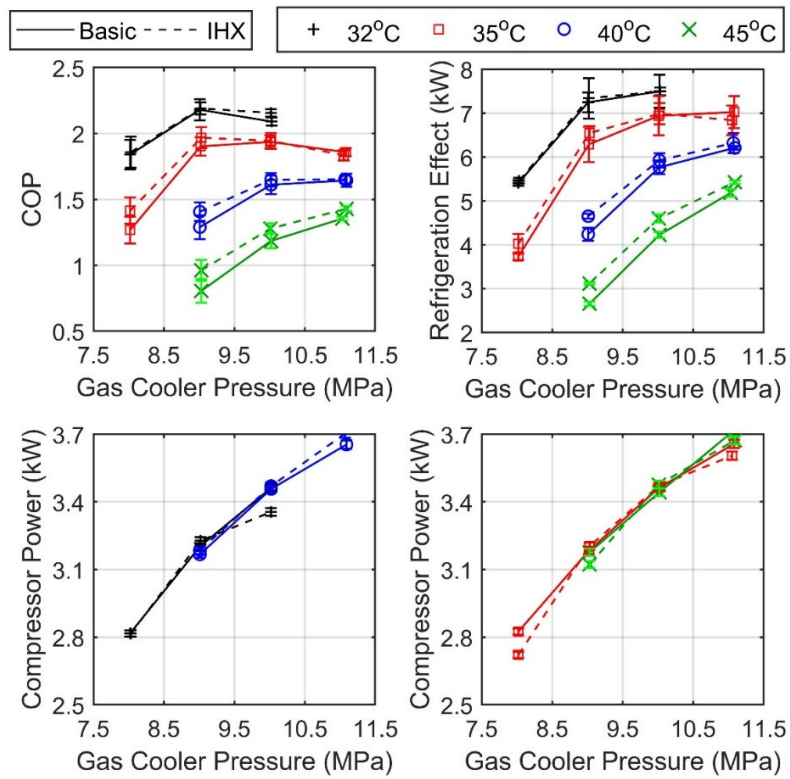 Basic IHX
32°C 35°C 40°C 45°C
2.5
2
1.5
1
0.5
COP
7.5 8.5 9.5 10.5 11.5
Gas Cooler Pressure (MPa)
8
7
6
5
4
3
2
Refrigeration Effect (kW)
7.5 8.5 9.5 10.5 11.5
Gas Cooler Pressure (MPa)
3.7
3.4
3.1
2.8
2.5
Compressor Power (kW)
7.5 8.5 9.5 10.5 11.5
Gas Cooler Pressure (MPa)
3.7
3.4
3.1
2.8
2.5
Compressor Power (kW)
7.5 8.5 9.5 10.5 11.5
Gas Cooler Pressure (MPa)